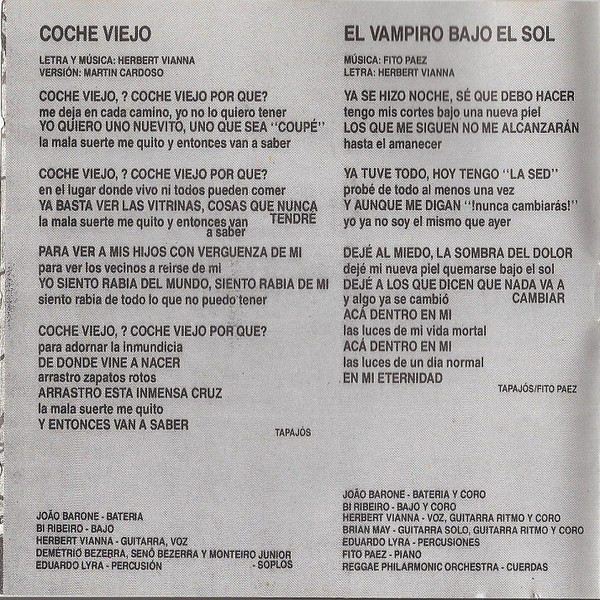 COCHE VIEJO
LETRA Y MÚSICA: HERBERT VIANNA
VERSIÓN: MARTIN CARDOSO
COCHE VIEJO, ? COCHE VIEJO POR QUE?
me deja en cada camino, yo no lo quiero tener
YO QUIERO UNO NUEVITO, UNO QUE SEA "COUPÉ"
la mala suerte me quito y entonces van a saber
COCHE VIEJO, ? COCHE VIEJO POR QUE?
en el lugar donde vivo ni todos pueden comer
YA BASTA VER LAS VITRINAS, COSAS QUE NUNCA
TENDRÉ
la mala suerte me quito y entonces van
a saber
PARA VER A MIS HIJOS CON VERGUENZA DE MI
para ver los vecinos a reirse de mi
YO SIENTO RABIA DEL MUNDO, SIENTO RABIA DE MI
siento rabia de todo lo que no puedo tener
COCHE VIEJO, ? COCHE VIEJO POR QUE?
para adornar la inmundicia
DE DONDE VINE A NACER
arrastro zapatos rotos
ARRASTRO ESTA INMENSA CRUZ
la mala suerte me quito
Y ENTONCES VAN A SABER
TAPAJÓS
JOÃO BARONE - BATERIA
BI RIBEIRO - BAJO
HERBERT VIANNA - GUITARRA, VOZ
DEMÉTRIO BEZERRA, SENÔ BEZERRA Y MONTEIRO JUNIOR
- SOPLOS
EDUARDO LYRA - PERCUSIÓN
EL VAMPIRO BAJO EL SOL
MÚSICA: FITO PAEZ
LETRA: HERBERT VIANNA
YA SE HIZO NOCHE, SÉ QUE DEBO HACER
tengo mis cortes bajo una nueva piel
LOS QUE ME SIGUEN NO ME ALCANZARÁN
hasta el amanecer
YA TUVE TODO, HOY TENGO "LA SED"
probé de todo al menos una vez
Y AUNQUE ME DIGAN "!nunca cambiarás!"
yo ya no soy el mismo que ayer
DEJÉ AL MIEDO, LA SOMBRA DEL DOLOR
dejé mi nueva piel quemarse bajo el sol
DEJÉ A LOS QUE DICEN QUE NADA VA A
CAMBIAR
y algo ya se cambió
ACÁ DENTRO EN MI
las luces de mi vida mortal
ACÁ DENTRO EN MI
las luces de un dia normal
EN MI ETERNIDAD
TAPAJÓS/FITO PAEZ
JOÃO BARONE - BATERIA Y CORO
BI RIBEIRO - BAJO Y CORO
HERBERT VIANNA - VOZ, GUITARRA RITMO Y CORO
BRIAN MAY - GUITARRA SOLO, GUITARRA RITMO Y CORO
EDUARDO LYRA - PERCUSIONES
FITO PAEZ - PIANO
REGGAE PHILARMONIC ORCHESTRA - CUERDAS